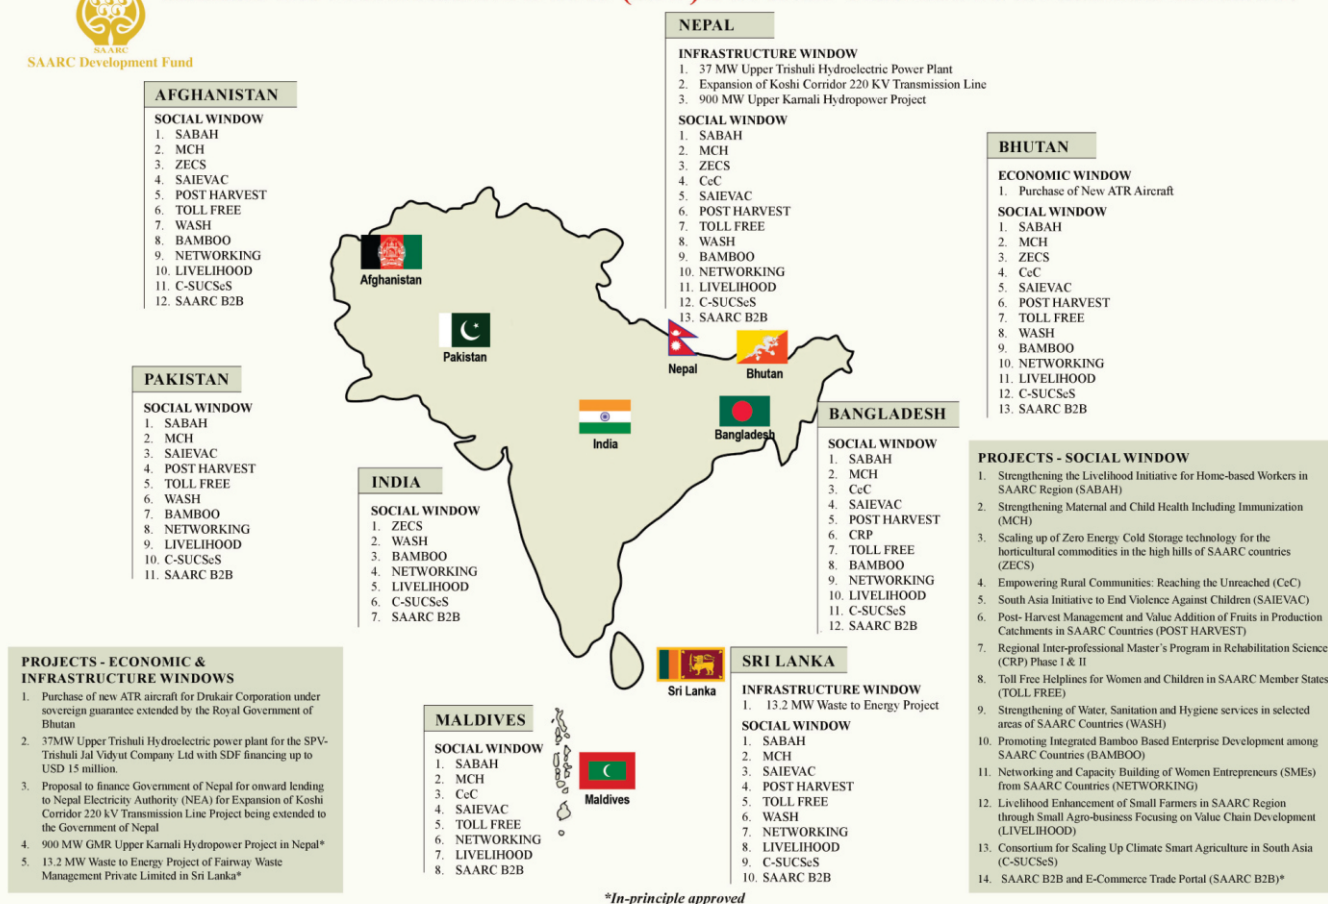 SAARC
SAARC Development Fund
AFGHANISTAN
SOCIAL WINDOW
1. SABAH
2. MCH
3. ZECS
4. SAIEVAC
5. POST HARVEST
6. TOLL FREE
7. WASH
8. BAMBOO
9. NETWORKING
10. LIVELIHOOD
11. C-SUCSeS
12. SAARC B2B
NEPAL
INFRASTRUCTURE WINDOW
1. 37 MW Upper Trishuli Hydroelectric Power Plant
2. Expansion of Koshi Corridor 220 KV Transmission Line
3. 900 MW Upper Karnali Hydropower Project
SOCIAL WINDOW
1. SABAH
2. MCH
3. ZECS
4. CeC
5. SAIEVAC
6. POST HARVEST
7. TOLL FREE
8. WASH
9. BAMBOO
10. NETWORKING
11. LIVELIHOOD
12. C-SUCSeS
13. SAARC B2B
BHUTAN
ECONOMIC WINDOW
1. Purchase of New ATR Aircraft
SOCIAL WINDOW
1. SABAH
2. MCH
3. ZECS
4. CeC
5. SAIEVAC
6. POST HARVEST
7. TOLL FREE
8. WASH
9. BAMBOO
10. NETWORKING
11. LIVELIHOOD
12. C-SUCSeS
13. SAARC B2B
Afghanistan
Pakistan
Nepal
Bhutan
India
Bangladesh
Sri Lanka
Maldives
PAKISTAN
SOCIAL WINDOW
1. SABAH
2. MCH
3. SAIEVAC
4. POST HARVEST
5. TOLL FREE
6. WASH
7. BAMBOO
8. NETWORKING
9. LIVELIHOOD
10. C-SUCSeS
11. SAARC B2B
INDIA
SOCIAL WINDOW
1. ZECS
2. WASH
3. BAMBOO
4. NETWORKING
5. LIVELIHOOD
6. C-SUCSeS
7. SAARC B2B
BANGLADESH
SOCIAL WINDOW
1. SABAH
2. MCH
3. CeC
4. SAIEVAC
5. POST HARVEST
6. CRP
7. TOLL FREE
8. BAMBOO
9. NETWORKING
10. LIVELIHOOD
11. C-SUCSeS
12. SAARC B2B
PROJECTS - SOCIAL WINDOW
1. Strengthening the Livelihood Initiative for Home-based Workers in
SAARC Region (SABAH)
2. Strengthening Maternal and Child Health Including Immunization
(MCH)
3. Scaling up of Zero Energy Cold Storage technology for the
horticultural commodities in the high hills of SAARC countries
(ZECS)
4. Empowering Rural Communities: Reaching the Unreached (CeC)
5. South Asia Initiative to End Violence Against Children (SAIEVAC)
6. Post- Harvest Management and Value Addition of Fruits in Production
Catchments in SAARC Countries (POST HARVEST)
7. Regional Inter-professional Master's Program in Rehabilitation Science
(CRP) Phase I & II
8. Toll Free Helplines for Women and Children in SAARC Member States
(TOLL FREE)
9. Strengthening of Water, Sanitation and Hygiene services in selected
areas of SAARC Countries (WASH)
10. Promoting Integrated Bamboo Based Enterprise Development among
SAARC Countries (BAMBOO)
11. Networking and Capacity Building of Women Entrepreneurs (SMEs)
from SAARC Countries (NETWORKING)
12. Livelihood Enhancement of Small Farmers in SAARC Region
through Small Agro-business Focusing on Value Chain Development
(LIVELIHOOD)
13. Consortium for Scaling Up Climate Smart Agriculture in South Asia
(C-SUCSeS)
14. SAARC B2B and E-Commerce Trade Portal (SAARC B2B)*
PROJECTS - ECONOMIC &
INFRASTRUCTURE WINDOWS
1. Purchase of new ATR aircraft for Drukair Corporation under
sovereign guarantee extended by the Royal Government of
Bhutan
2. 37MW Upper Trishuli Hydroelectric power plant for the SPV-
Trishuli Jal Vidyut Company Ltd with SDF financing up to
USD 15 million.
3. Proposal to finance Government of Nepal for onward lending
to Nepal Electricity Authority (NEA) for Expansion of Koshi
Corridor 220 kV Transmission Line Project being extended to
the Government of Nepal
4. 900 MW GMR Upper Karnali Hydropower Project in Nepal*
5. 13.2 MW Waste to Energy Project of Fairway Waste
Management Private Limited in Sri Lanka*
MALDIVES
SOCIAL WINDOW
1. SABAH
2. MCH
3. CeC
4. SAIEVAC
5. TOLL FREE
6. NETWORKING
7. LIVELIHOOD
8. SAARC B2B
SRI LANKA
INFRASTRUCTURE WINDOW
1. 13.2 MW Waste to Energy Project
SOCIAL WINDOW
1. SABAH
2. MCH
3. SAIEVAC
4. POST HARVEST
5. TOLL FREE
6. WASH
7. NETWORKING
8. LIVELIHOOD
9. C-SUCSeS
10. SAARC B2B
*In-principle approved